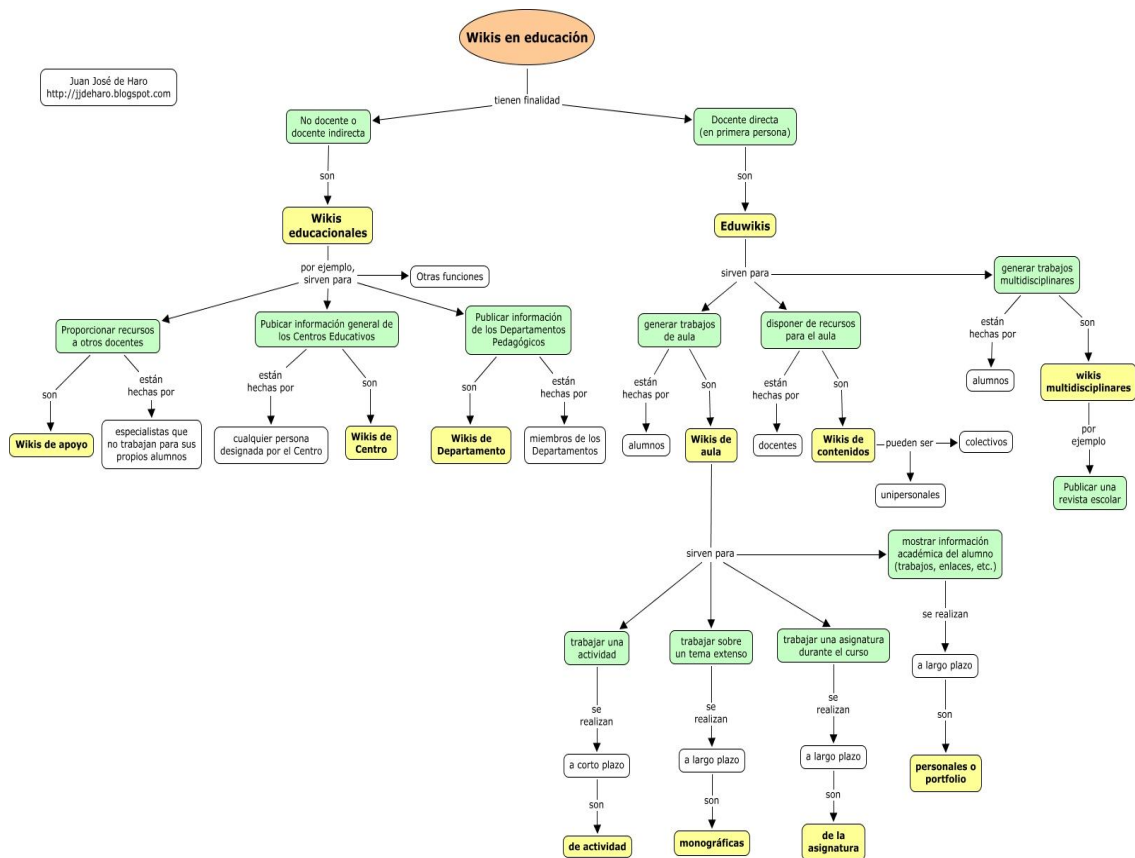 Wikis en educación
Juan José de Haro
http://jjdeharo.blogspot.com
tienen finalidad
No docente o
docente indirecta
Docente directa
(en primera persona)
son
son
Wikis
educacionales
Eduwikis
por ejemplo,
sirven para
Otras funciones
sirven para
generar trabajos
multidisciplinares
Proporcionar recursos
a otros docentes
Pubicar información general de
los Centros Educativos
Publicar información
de los Departamentos
Pedagógicos
generar trabajos
de aula
disponer de recursos
para el aula
están
hechas por
son
alumnos
wikis
multidisciplinares
son
están
hechas por
están
hechas por
son
son
están
hechas por
están
hechas por
son
están
hechas por
son
Wikis de apoyo
especialistas que
no trabajan para sus
propios alumnos
cualquier persona
designada por el Centro
Wikis de
Centro
Wikis de
Departamento
miembros de los
Departamentos
alumnos
Wikis de
aula
docentes
Wikis de
contenidos
pueden ser
colectivos
unipersonales
por
ejemplo
Publicar una
revista escolar
sirven para
mostrar información
académica del alumno
(trabajos, enlaces, etc.)
trabajar una
actividad
trabajar sobre
un tema extenso
trabajar una asignatura
durante el curso
se realizan
a largo plazo
son
personales o
portfolio
se
realizan
se
realizan
se
realizan
a corto plazo
a largo plazo
a largo plazo
son
son
son
de actividad
monográficas
de la
asignatura